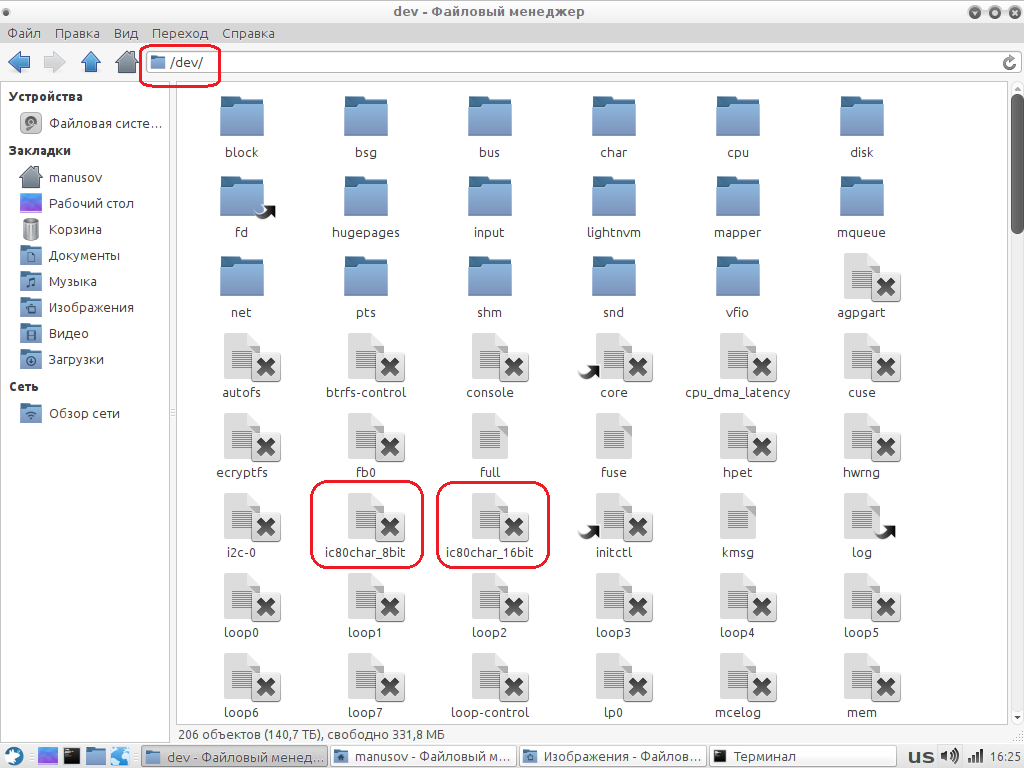 dev - Файловый менеджер
Файл Правка Вид Переход Справка
/dev/
Устройства
Файловая систе...
Закладки
manusov
Рабочий стол
Корзина
Документы
Музыка
Изображения
Видео
Загрузки
Сеть
Обзор сети
block bsg bus char cpu disk
fd hugepages input lightnvm mapper mqueue
net pts shm snd vfio agpgart
autofs btrfs-control console core cpu_dma_latency cuse
ecryptfs fb0 full fuse hpet hwrng
i2c-0 ic80char_8bit ic80char_16bit initctl kmsg log
loop0 loop1 loop2 loop3 loop4 loop5
loop6 loop7 loop-control lp0 mcelog mem
206 объектов (140,7 ТБ), свободно 331,8 МБ
dev - Файловый менед... manusov - Файловый м... Изображения - Файлов... Терминал us 16:25